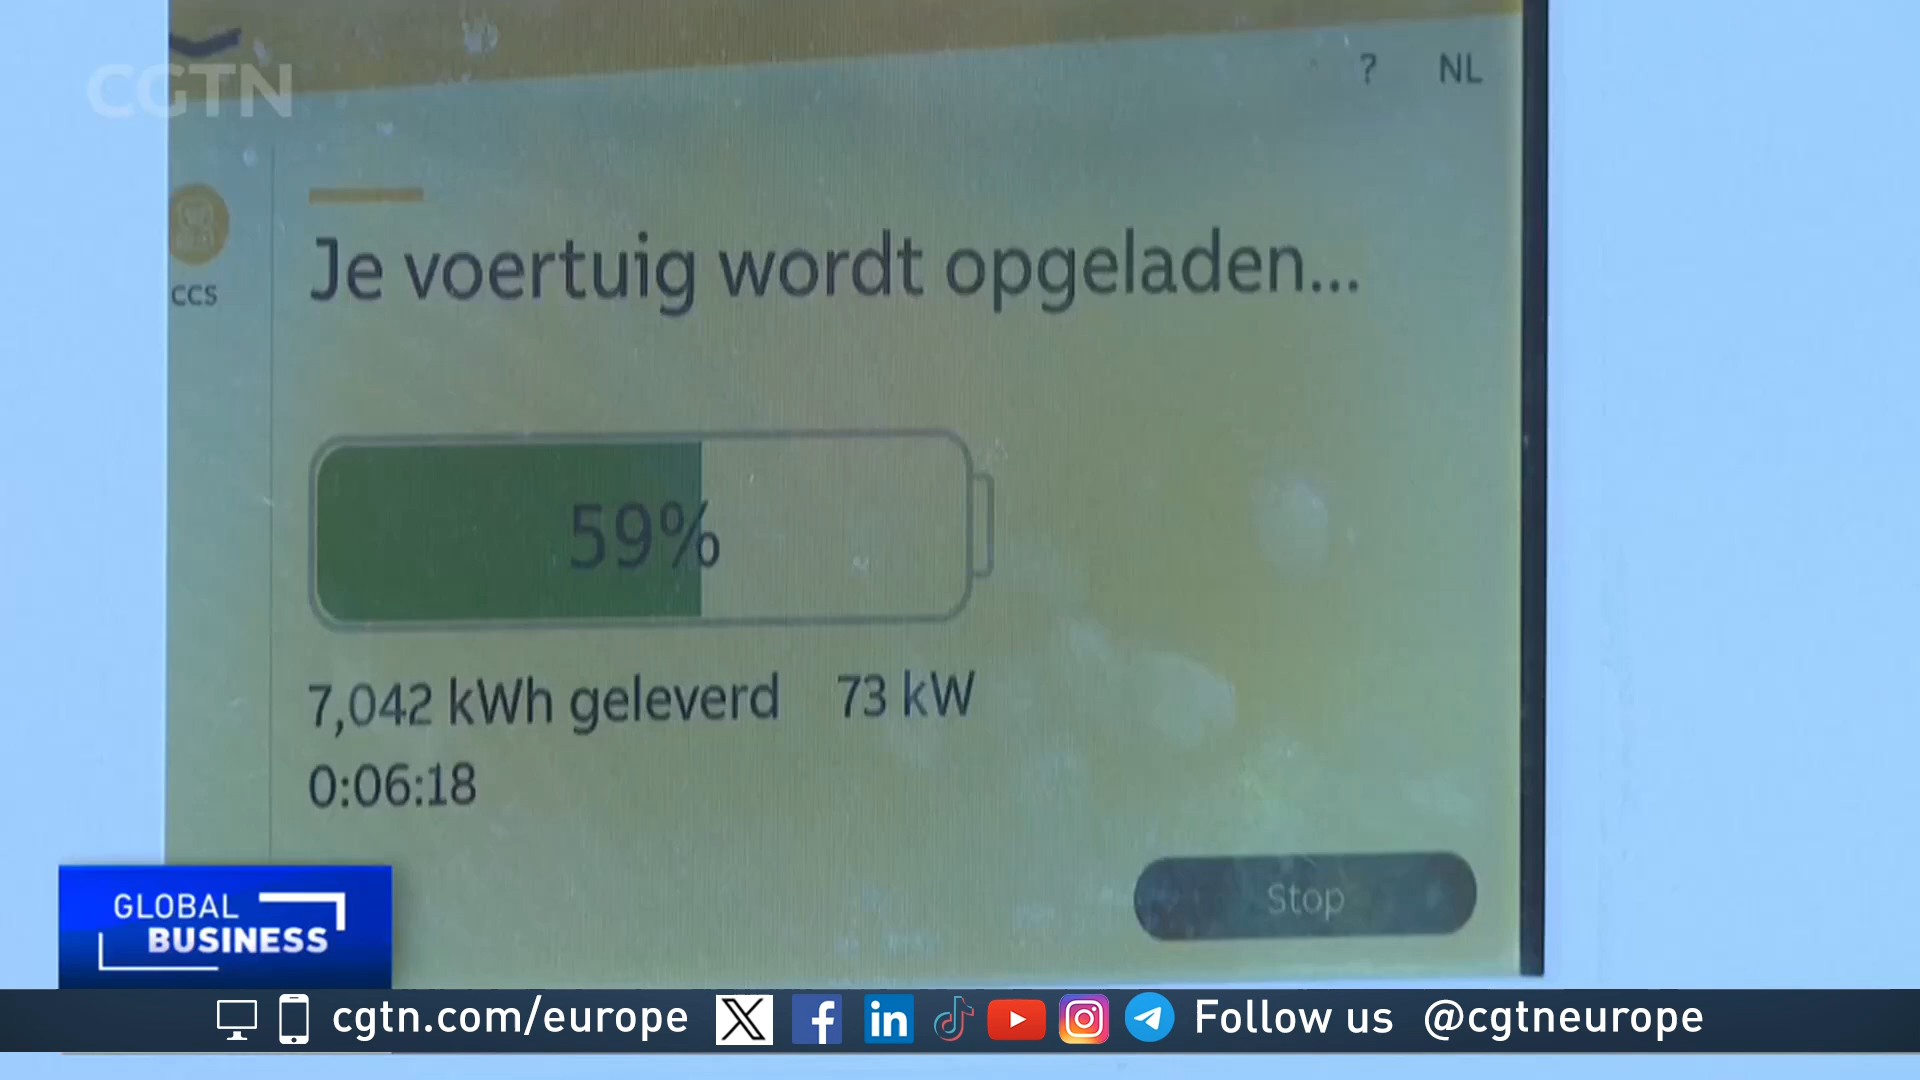 CGTN
? NL
CCS
Je voertuig wordt opgeladen...
59%
7,042 kWh geleverd 73 kW
0:06:18
Stop
GLOBAL
BUSINESS
cgtn.com/europe Follow us @cgtneurope